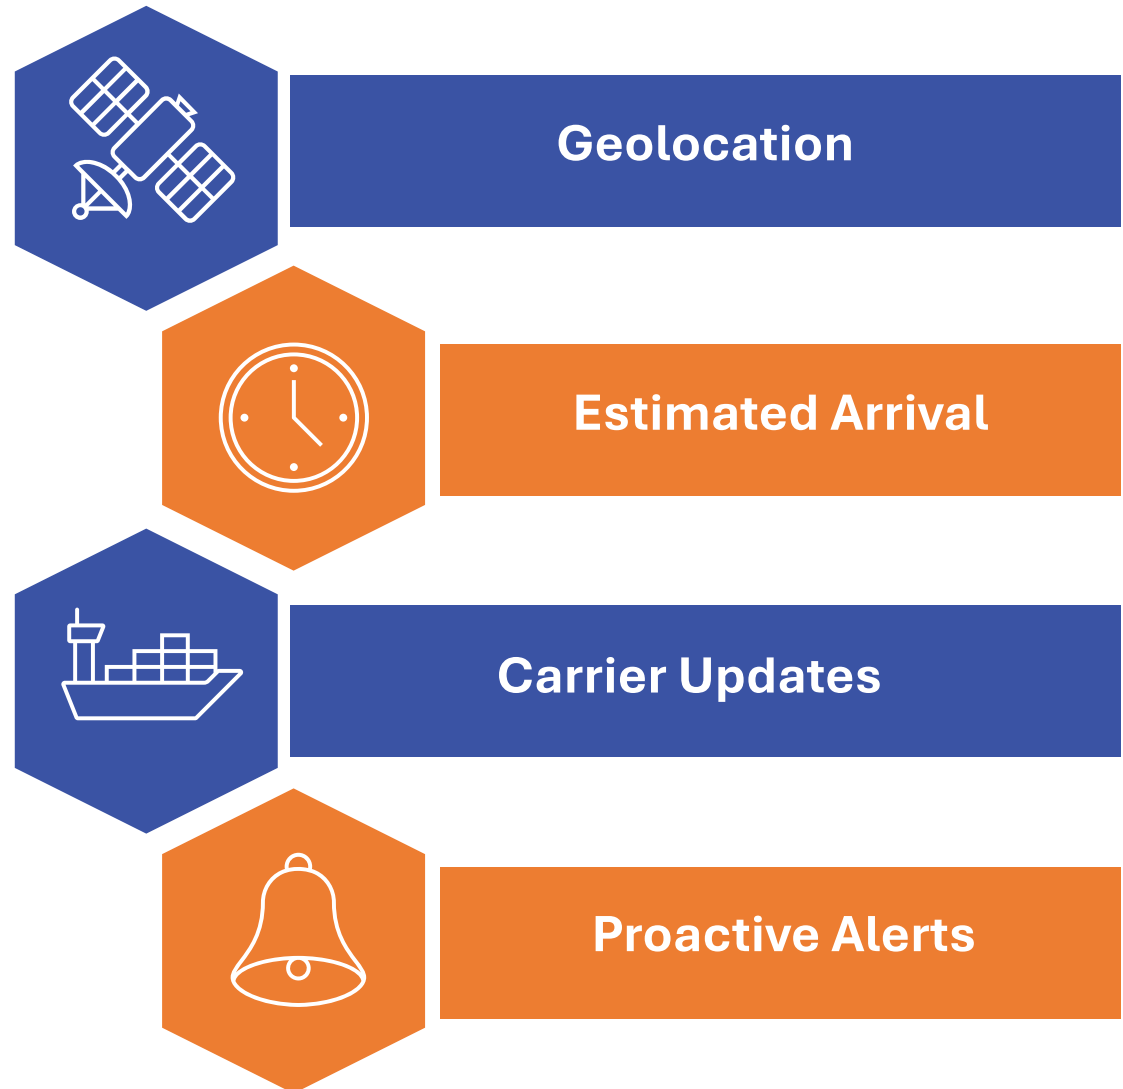 Geolocation
Estimated Arrival
Carrier Updates
Proactive Alerts